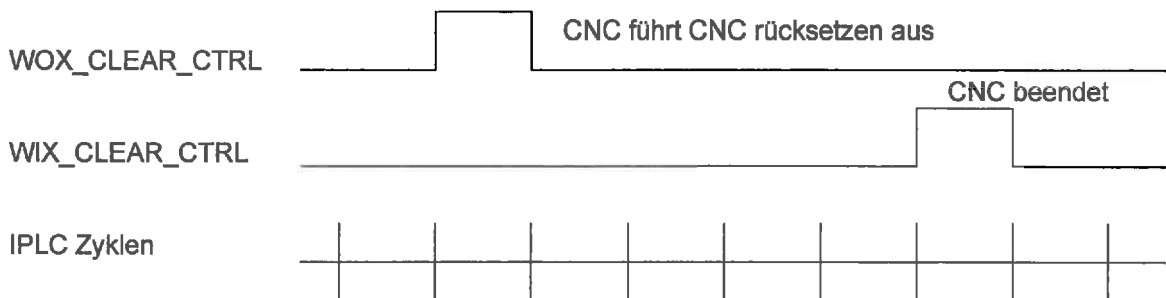 CNC führt CNC rücksetzen aus
WOX_CLEAR_CTRL
CNC beendet
WIX_CLEAR_CTRL
IPLC Zyklen